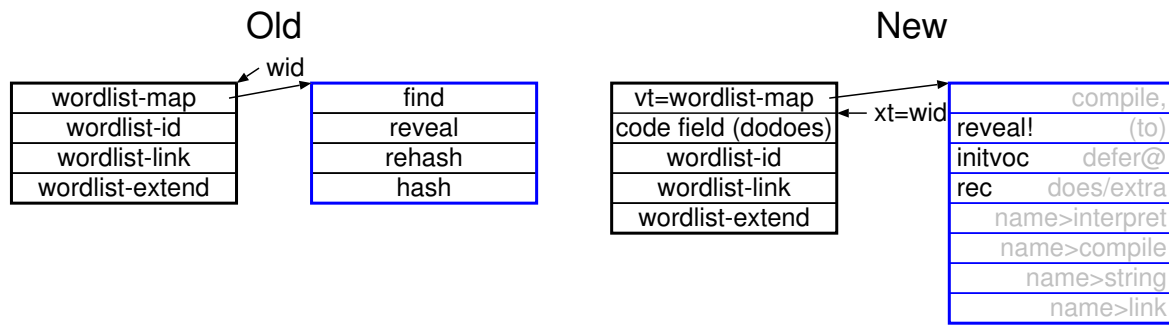 Old
wid
wordlist-map
wordlist-id
wordlist-link
wordlist-extend
find
reveal
rehash
hash
New
vt=wordlist-map
code field (dodoes)
wordlist-id
wordlist-link
wordlist-extend
xt=wid
compile,
reveal! (to)
initvoc defer@
rec does/extra
name>interpret
name>compile
name>string
name>link